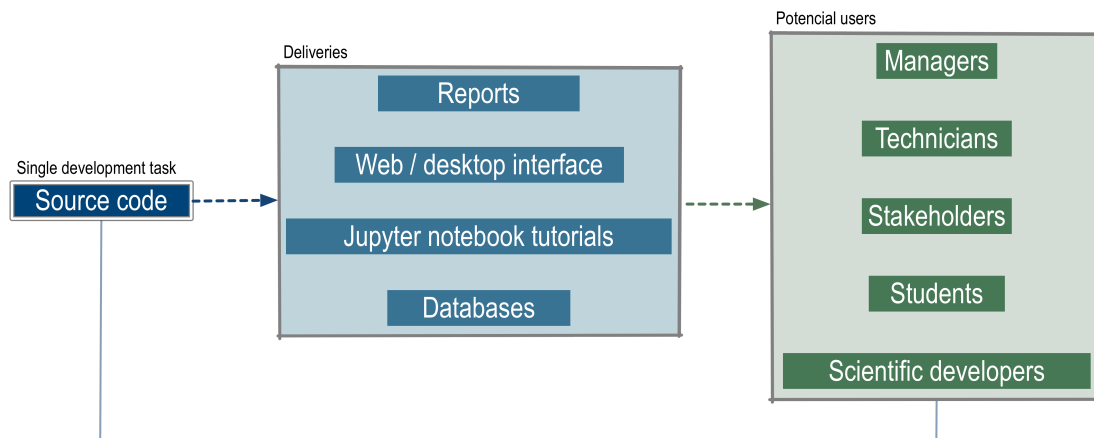 Single development task
Source code
Deliveries
Reports
Web / desktop interface
Jupyter notebook tutorials
Databases
Potencial users
Managers
Technicians
Stakeholders
Students
Scientific developers